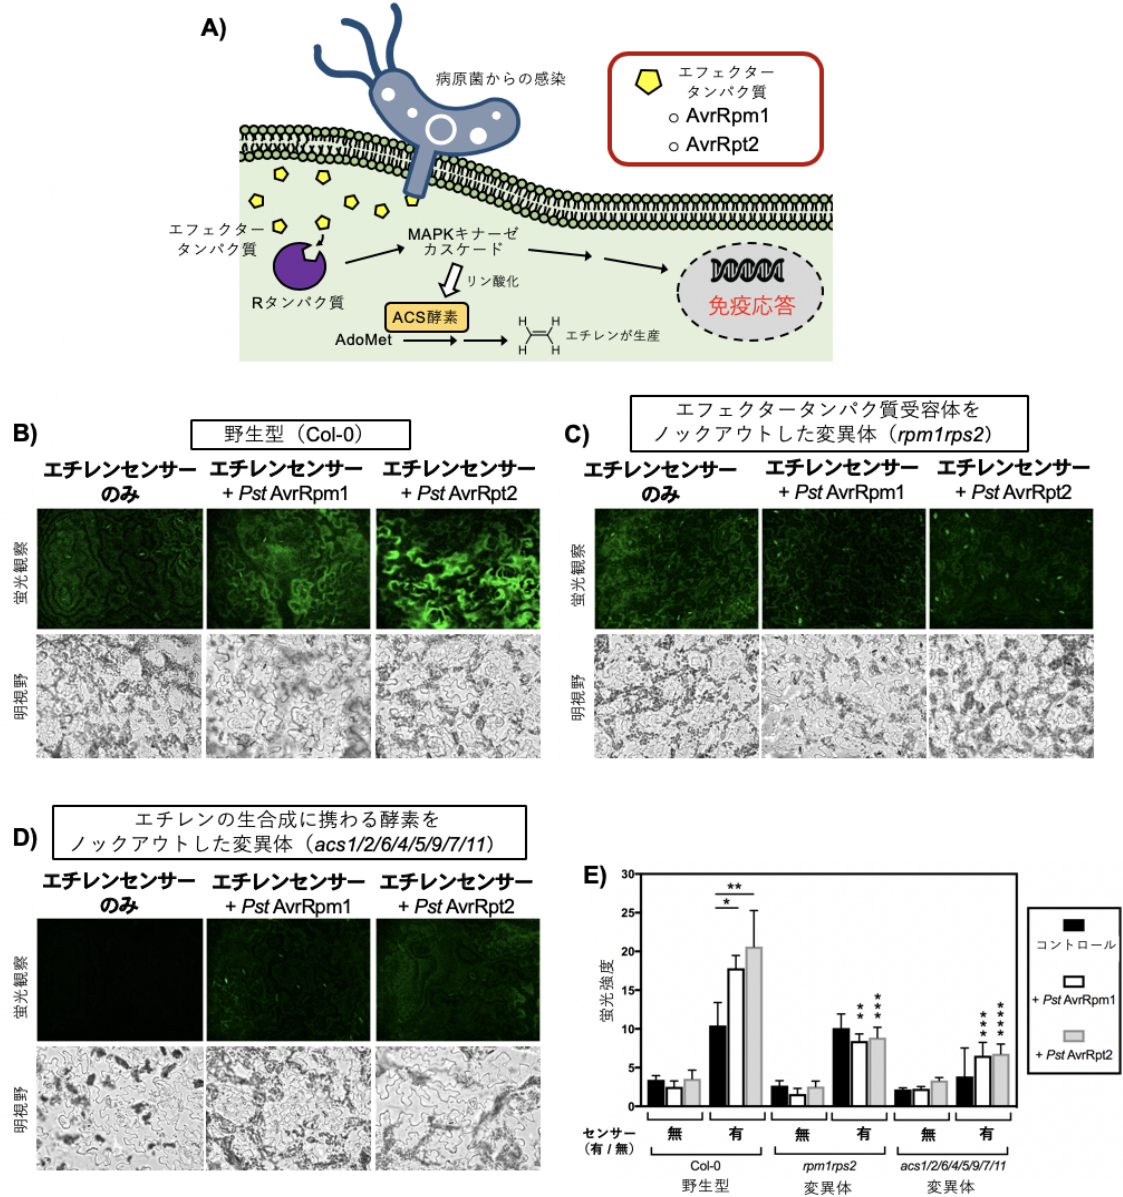 A)
病原菌からの感染
エフェクター
タンパク質
AvrRpm1
AvrRpt2
エフェクター
タンパク質
Rタンパク質
MAPKキナーゼ
カスケード
リン酸化
ACS酵素
AdoMet
H H
H H
エチレンが生産
免疫応答
B)
野生型（Col-0）
エチレンセンサー
のみ
エチレンセンサー
+ Pst AvrRpm1
エチレンセンサー
+ Pst AvrRpt2
蛍光観察
明視野
C)
エフェクタータンパク質受容体を
ノックアウトした変異体（rpm1rps2）
エチレンセンサー
のみ
エチレンセンサー
+ Pst AvrRpm1
エチレンセンサー
+ Pst AvrRpt2
蛍光観察
明視野
D)
エチレンの生合成に携わる酵素を
ノックアウトした変異体（acs1/2/6/4/5/9/7/11）
エチレンセンサー
のみ
エチレンセンサー
+ Pst AvrRpm1
エチレンセンサー
+ Pst AvrRpt2
蛍光観察
明視野
E)
蛍光強度
30
25
20
15
10
5
0
**
*
**
***
***
****
センサー
（有 / 無）
無 有 無 有 無 有
Col-0 rpm1rps2 acs1/2/6/4/5/9/7/11
野生型 変異体 変異体
コントロール
+ Pst AvrRpm1
+ Pst AvrRpt2